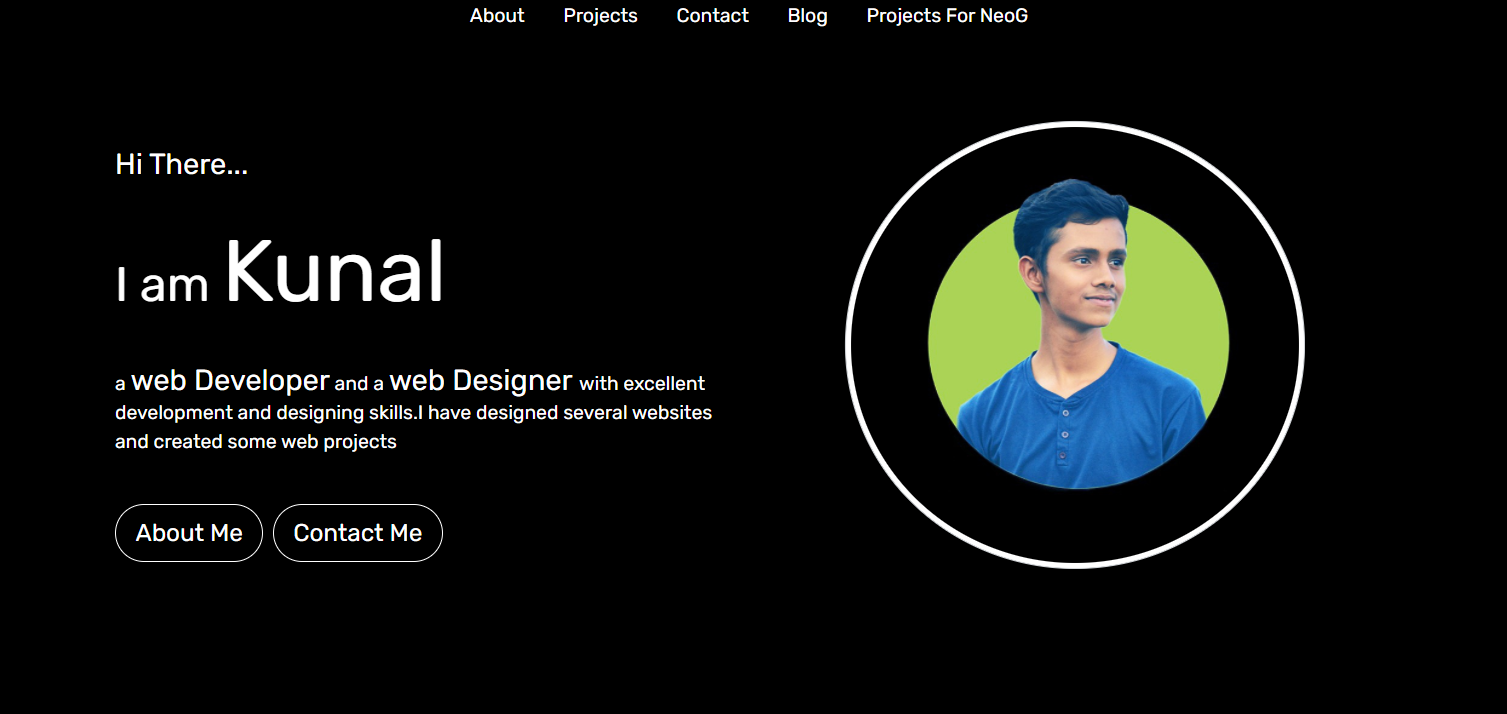 About Projects Contact Blog Projects For NeoG
Hi There...
I am Kunal
a web Developer and a web Designer with excellent
development and designing skills.I have designed several websites
and created some web projects
About Me Contact Me